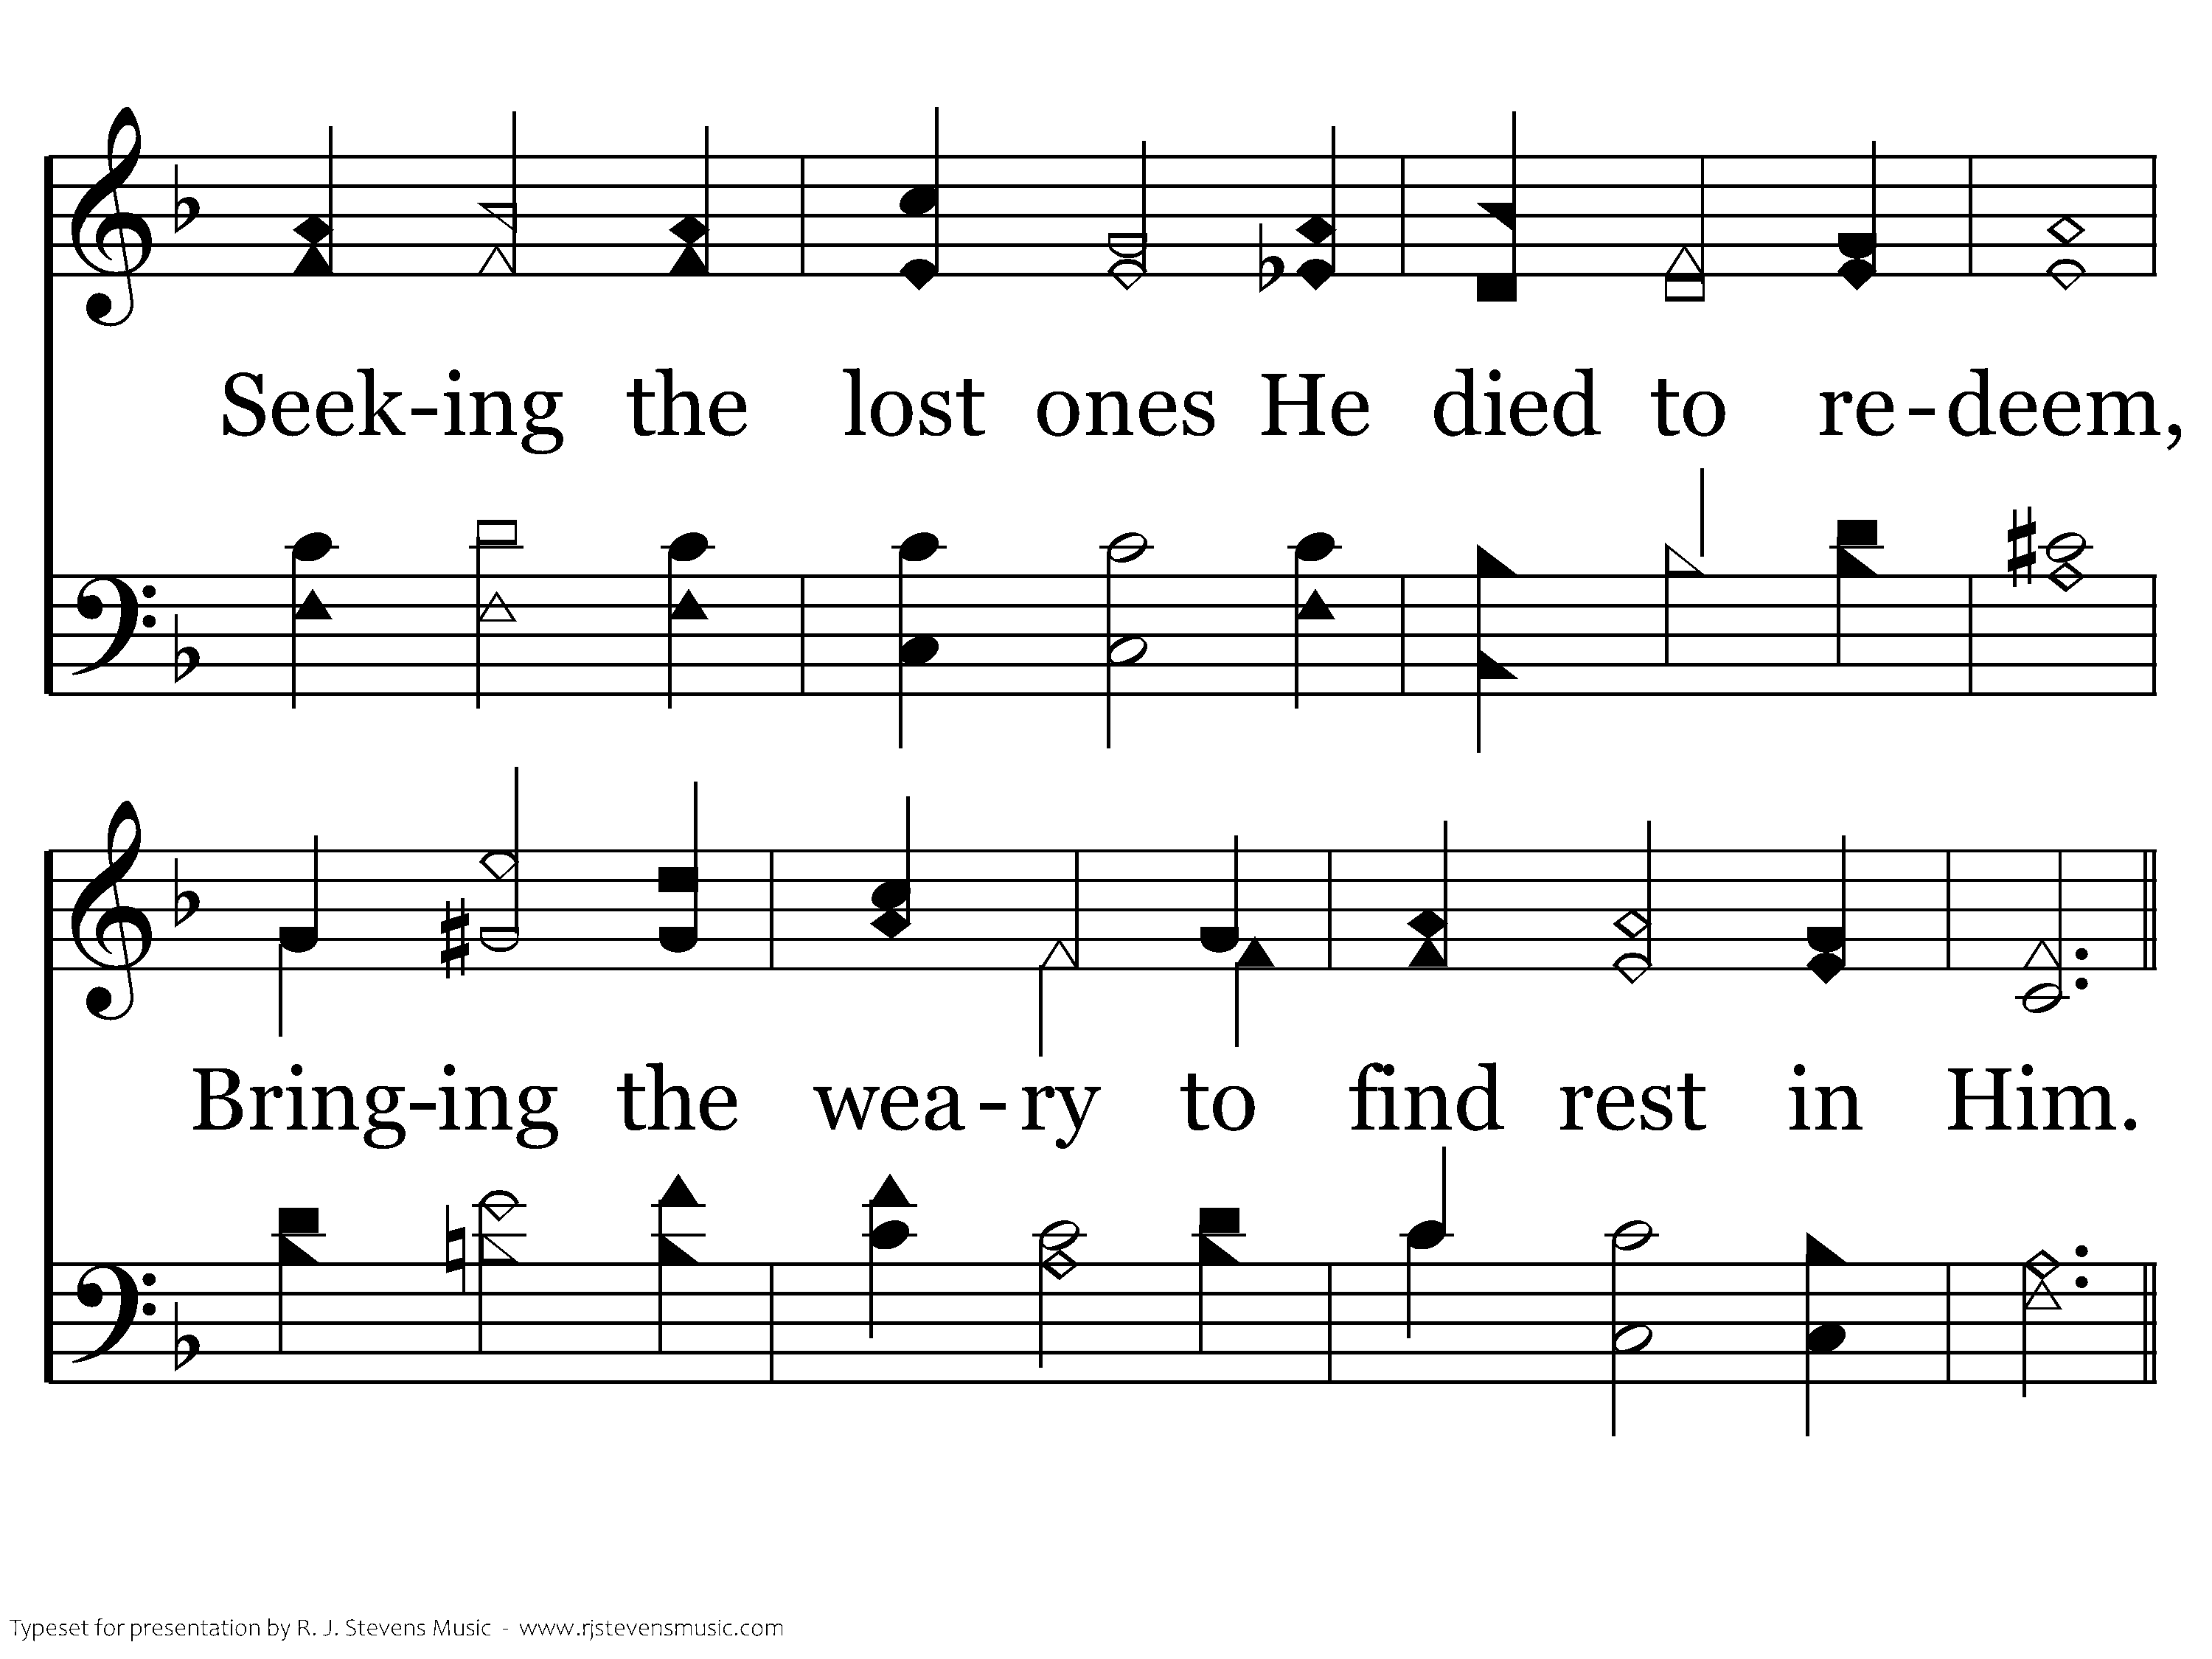 Seek-ing the lost ones He died to re-deem,
Bring-ing the wea-ry to find rest in Him.
Typeset for presentation by R. J. Stevens Music - www.rjstevensmusic.com